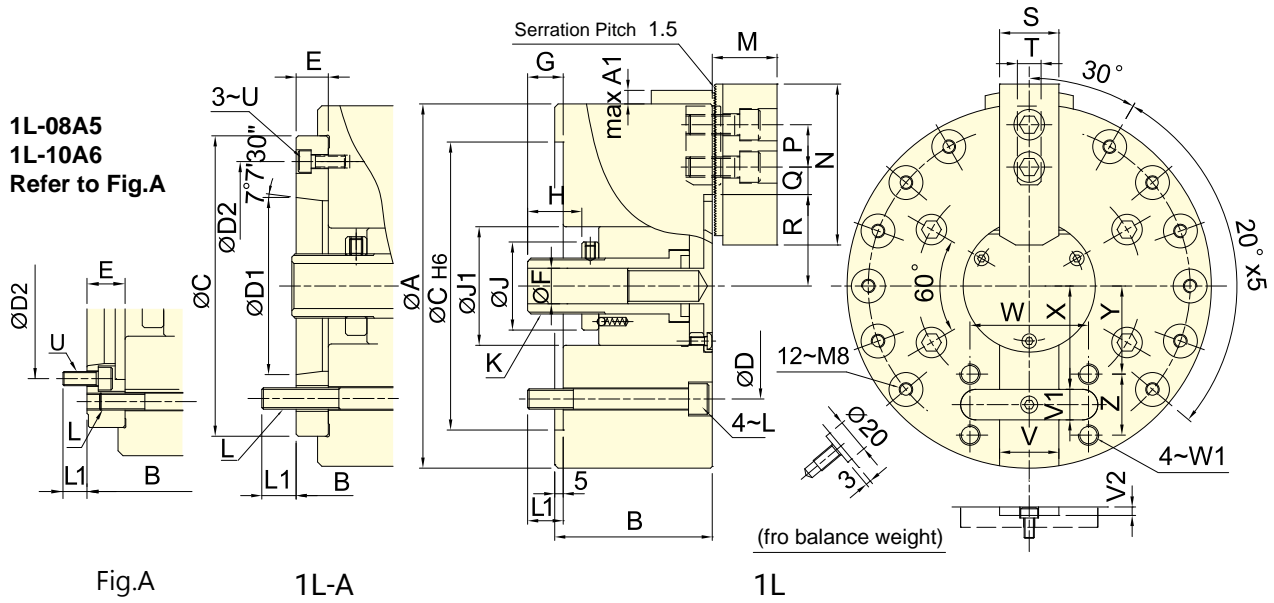 1L-08A5
1L-10A6
Refer to Fig.A
ØD2
E
U
L
L1
B
Fig.A
E
3~U
7°7'30"
ØD2
ØC
ØD1
L
L1
B
1L-A
Serration Pitch 1.5
M
G
max A1
P
N
Q
R
H
ØA
ØC H6
ØJ1
ØJ
ØF
K
ØD
4~L
5
L1
B
1L
S
T
30°
20° x5
60°
W
X
Y
12~M8
V1
Z
V
4~W1
Ø20
3
V2
(fro balance weight)